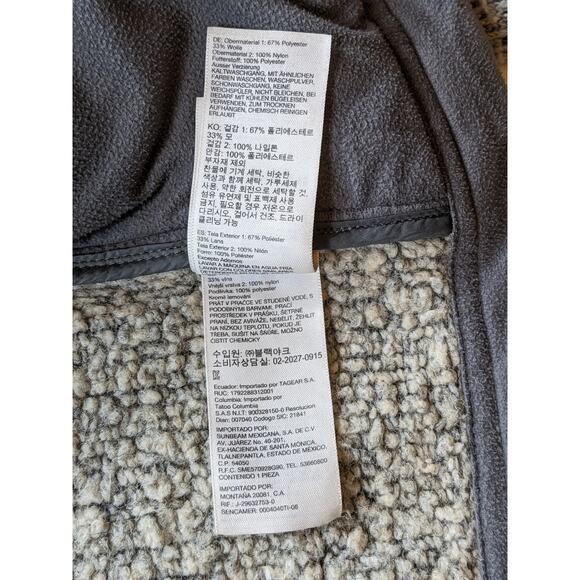 DE: Obermaterial 1: 67% Polyester
33% Wolle
Obermaterial 2: 100% Nylon
Futterstoff: 100% Polyester
Ausser Verzierung
KALTWASCHGANG, MIT ÄHNLICHEN
FARBEN WASCHEN, WASCHPULVER,
SCHONWASCHGANG, KEINE
WEICHSPÜLER, NICHT BLEICHEN, BEI
BEDARF MIT KÜHLEN BÜGELEISEN
VERWENDEN, ZUM TROCKNEN
AUFHÄNGEN, CHEMISCH REINIGEN
ERLAUBT
KO: 겉감 1: 67% 폴리에스테르
33% 모
겉감 2: 100% 나일론
안감: 100% 폴리에스테르
부자재 제외
찬물에 기계 세탁, 비슷한
색상과 함께 세탁, 가루세제
사용, 약한 회전으로 세탁할 것,
섬유 유연제 및 표백제 사용
금지, 필요할 경우 저온으로
다리시오, 걸어서 건조, 드라이
클리닝 가능
ES: Tela Exterior 1: 67% Poliéster
33% Lana
Tela Exterior 2: 100% Nilón
Forro: 100% Poliéster
Excepto Adornos
LAVAR A MÁQUINA EN AGUA FRÍA,
33% vlna
Vnější vrstva 2: 100% nylon
Podšívka: 100% polyester
Kromě lemování
PRÁT V PRAČCE VE STUDENÉ VODĚ, S
PODOBNÝMI BARVAMI, PRACÍ
PROSTŘEDEK V PRÁŠKU, ŠETRNÉ
PRANÍ, BEZ AVIVÁŽE, NEBĚLIT, ŽEHLIT
NA NÍZKOU TEPLOTU, POKUD JE
TŘEBA, SUŠIT NA ŠŇŮŘE, MOŽNO
ČISTIT CHEMICKY
수입원: ㈜블랙야크
소비자상담실: 02-2027-0915
Ecuador: Importado por TAGEAR S.A.
RUC: 1792288312001
Columbia: Importado por
Tatoo Columbia
S.A.S N.I.T: 900328150-0 Resolucion
Dian: 007040 Codogo SIC: 21841
IMPORTADO POR:
SUNBEAM MEXICANA, S.A. DE C.V.
AV. JUÁREZ No. 40-201,
EX-HACIENDA DE SANTA MÓNICA,
TLALNEPANTLA, ESTADO DE MÉXICO,
C.P. 54050
R.F.C. SME570928G90, TEL. 53660800
CONTENIDO 1 PIEZA
IMPORTADO POR:
MONTAÑA 20081, C.A.
RIF.: J-29632753-0
SENCAMER: 0004040TI-06